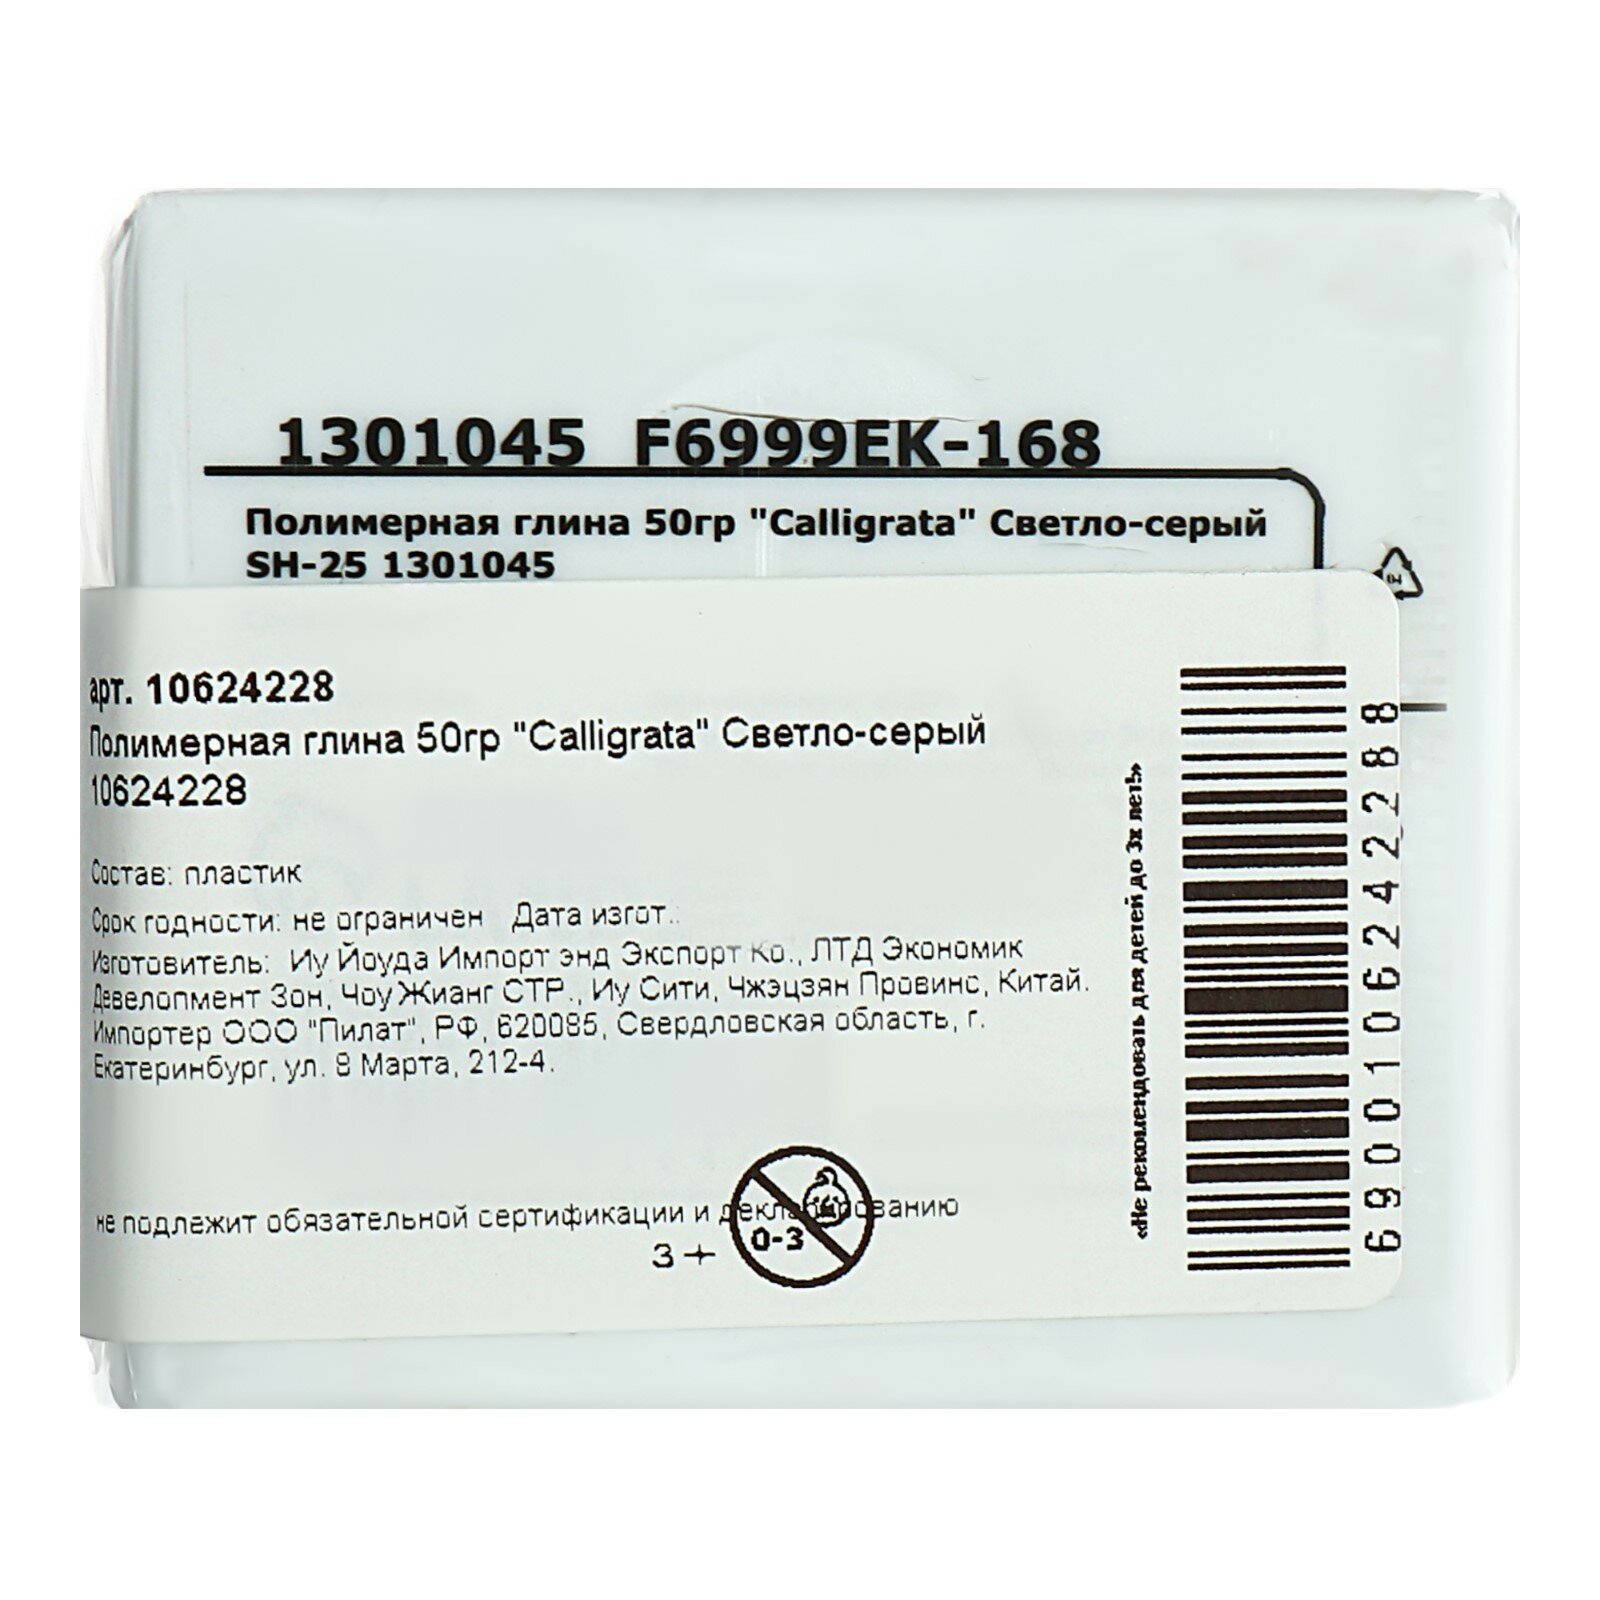 1301045 F6999EK-168
Полимерная глина 50гр "Calligrata" Светло-серый
SH-25 1301045
арт. 10624228
Полимерная глина 50гр "Calligrata" Светло-серый
10624228
Состав: пластик
Срок годности: не ограничен Дата изгот.:
Изготовитель: Иу Йоуда Импорт энд Экспорт Ко., ЛТД Экономик
Девелопмент Зон, Чоу Жианг СТР., Иу Сити, Чжэцзян Провинс, Китай.
Импортер ООО "Пилат", РФ, 620085, Свердловская область, г.
Екатеринбург, ул. 8 Марта, 212-4.
не подлежит обязательной сертификации и декларированию
3+
0-3
«Не рекомендовать для детей до 3х лет!»
6900106242288